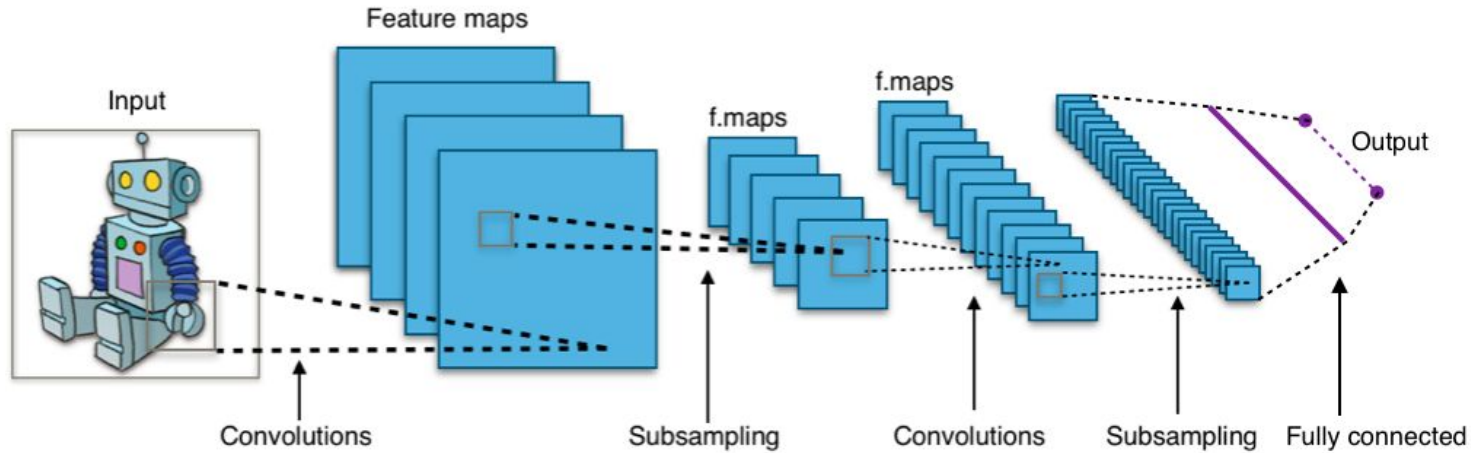 Feature maps
Input
f.maps
f.maps
Output
Convolutions
Subsampling
Convolutions
Subsampling
Fully connected